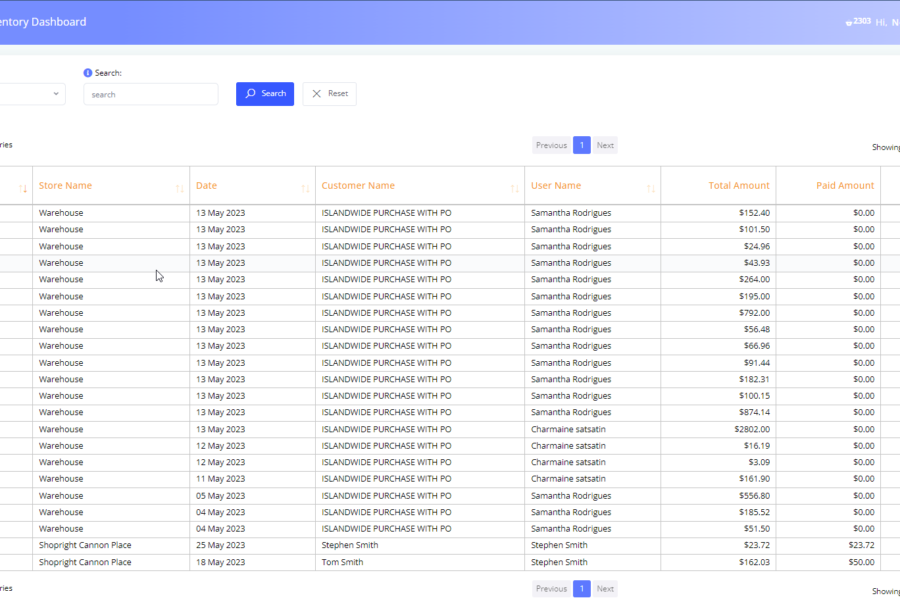 entory Dashboard
2303 Hi, N
Search:
search Search Reset
ries Previous 1 Next Showing
Store Name Date Customer Name User Name Total Amount Paid Amount
Warehouse 13 May 2023 ISLANDWIDE PURCHASE WITH PO Samantha Rodrigues $152.40 $0.00
Warehouse 13 May 2023 ISLANDWIDE PURCHASE WITH PO Samantha Rodrigues $101.50 $0.00
Warehouse 13 May 2023 ISLANDWIDE PURCHASE WITH PO Samantha Rodrigues $24.96 $0.00
Warehouse 13 May 2023 ISLANDWIDE PURCHASE WITH PO Samantha Rodrigues $43.93 $0.00
Warehouse 13 May 2023 ISLANDWIDE PURCHASE WITH PO Samantha Rodrigues $264.00 $0.00
Warehouse 13 May 2023 ISLANDWIDE PURCHASE WITH PO Samantha Rodrigues $195.00 $0.00
Warehouse 13 May 2023 ISLANDWIDE PURCHASE WITH PO Samantha Rodrigues $792.00 $0.00
Warehouse 13 May 2023 ISLANDWIDE PURCHASE WITH PO Samantha Rodrigues $56.48 $0.00
Warehouse 13 May 2023 ISLANDWIDE PURCHASE WITH PO Samantha Rodrigues $66.96 $0.00
Warehouse 13 May 2023 ISLANDWIDE PURCHASE WITH PO Samantha Rodrigues $91.44 $0.00
Warehouse 13 May 2023 ISLANDWIDE PURCHASE WITH PO Samantha Rodrigues $182.31 $0.00
Warehouse 13 May 2023 ISLANDWIDE PURCHASE WITH PO Samantha Rodrigues $100.15 $0.00
Warehouse 13 May 2023 ISLANDWIDE PURCHASE WITH PO Samantha Rodrigues $874.14 $0.00
Warehouse 13 May 2023 ISLANDWIDE PURCHASE WITH PO Charmaine satsatin $2802.00 $0.00
Warehouse 12 May 2023 ISLANDWIDE PURCHASE WITH PO Charmaine satsatin $16.19 $0.00
Warehouse 12 May 2023 ISLANDWIDE PURCHASE WITH PO Charmaine satsatin $3.09 $0.00
Warehouse 11 May 2023 ISLANDWIDE PURCHASE WITH PO Charmaine satsatin $161.90 $0.00
Warehouse 05 May 2023 ISLANDWIDE PURCHASE WITH PO Samantha Rodrigues $556.80 $0.00
Warehouse 04 May 2023 ISLANDWIDE PURCHASE WITH PO Samantha Rodrigues $185.52 $0.00
Warehouse 04 May 2023 ISLANDWIDE PURCHASE WITH PO Samantha Rodrigues $51.50 $0.00
Shopright Cannon Place 25 May 2023 Stephen Smith Stephen Smith $23.72 $23.72
Shopright Cannon Place 18 May 2023 Tom Smith Stephen Smith $162.03 $50.00
ries Previous 1 Next Showing